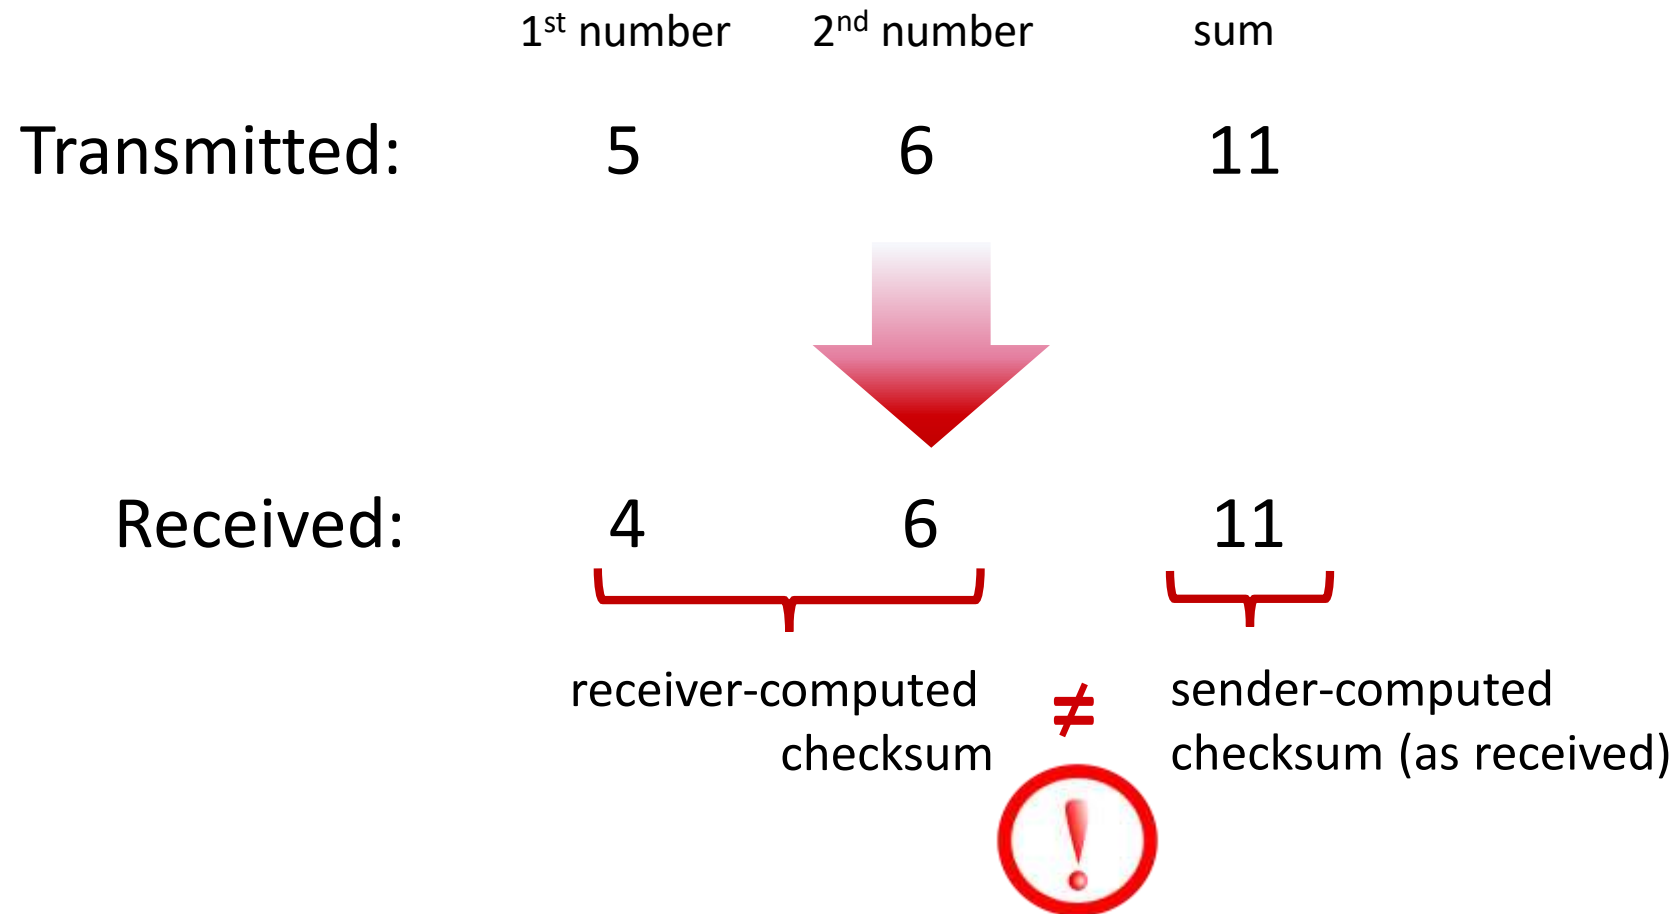 1st number 2nd number sum
Transmitted: 5 6 11
Received: 4 6 11
receiver-computed ≠ sender-computed
checksum checksum (as received)
!